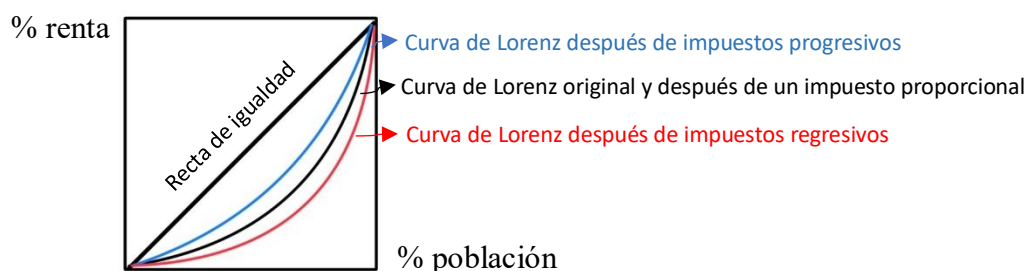 % renta
Curva de Lorenz después de impuestos progresivos
Curva de Lorenz original y después de un impuesto proporcional
Recta de igualdad
Curva de Lorenz después de impuestos regresivos
% población